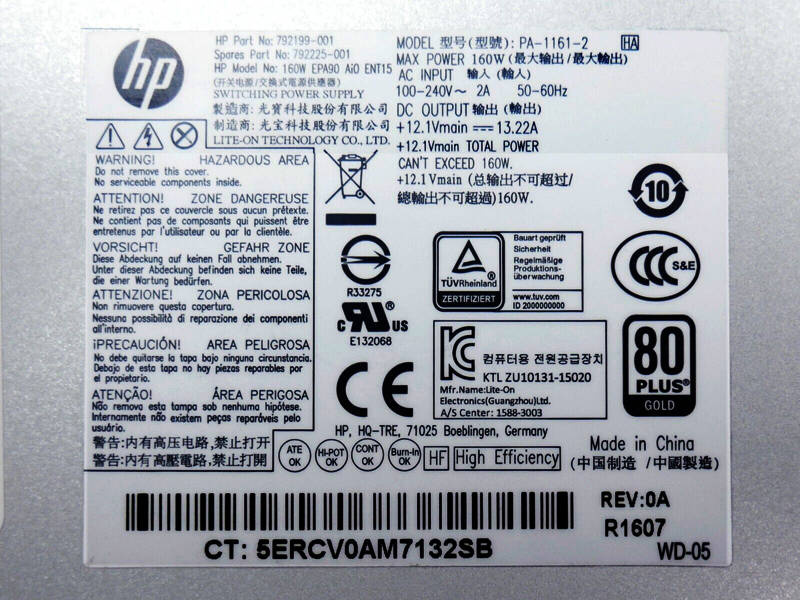 hp
HP Part No: 792199-001
Spares Part No: 792225-001
HP Model No: 160W EPA90 AiO ENT15
(开关电源/交換式電源供應器)
SWITCHING POWER SUPPLY
製造商: 光寶科技股份有限公司
制造商: 光宝科技股份有限公司
LITE-ON TECHNOLOGY CO., LTD.
MODEL 型号(型號): PA-1161-2
HA
MAX POWER 160W (最大输出/最大輸出)
AC INPUT 输入 (輸入)
100-240V~ 2A 50-60Hz
DC OUTPUT 输出 (輸出)
+12.1Vmain ⎓ 13.22A
+12.1Vmain TOTAL POWER
CAN'T EXCEED 160W.
+12.1Vmain (总输出不可超过/
總輸出不可超過)160W.
WARNING! HAZARDOUS AREA
Do not remove this cover.
No serviceable components inside.
ATTENTION! ZONE DANGEREUSE
Ne retirez pas ce couvercle sous aucun prétexte.
Ne contient pas de composants qui puissent être
entretenus par l'utilisateur ou par la clientèle.
VORSICHT! GEFAHR ZONE
Diese Abdeckung auf keinen Fall abnehmen.
Unter dieser Abdeckung befinden sich keine Teile,
die einer Wartung bedürfen.
ATTENZIONE! ZONA PERICOLOSA
Non rimuovere questa copertura.
Nessuna possibilità di reparazione dei componenti
all'interno.
¡PRECAUCIÓN! AREA PELIGROSA
No debe quitarse la tapa bajo ninguna circunstancia.
Debajo de esta tapa no hay piezas reparables por
el propietario.
ATENÇÃO! ÁREA PERIGOSA
Não remova esta tampa sob nenhuma hipótese.
Internamente não existem peças reparáveis pelo
usuário.
警告:内有高压电路,禁止打开
警告:內有高壓電路,禁止打開
R33275
c RU ® US
E132068
CE
TÜVRheinland
ZERTIFIZIERT
®
Bauart geprüft
Sicherheit
Regelmäßige
Produktions-
überwachung
www.tuv.com
ID 2000000000
10
CCC S&E
KC
컴퓨터용 전원공급장치
KTL ZU10131-15020
Mfr.Name:Lite-On
Electronics(Guangzhou)Ltd.
A/S Center: 1588-3003
80
PLUS®
GOLD
HP, HQ-TRE, 71025 Boeblingen, Germany
ATE OK
Hi-POT OK
CONT OK
Burn-In OK
HF
High Efficiency
Made in China
(中国制造 /中國製造)
CT: 5ERCV0AM7132SB
REV:0A
R1607
WD-05